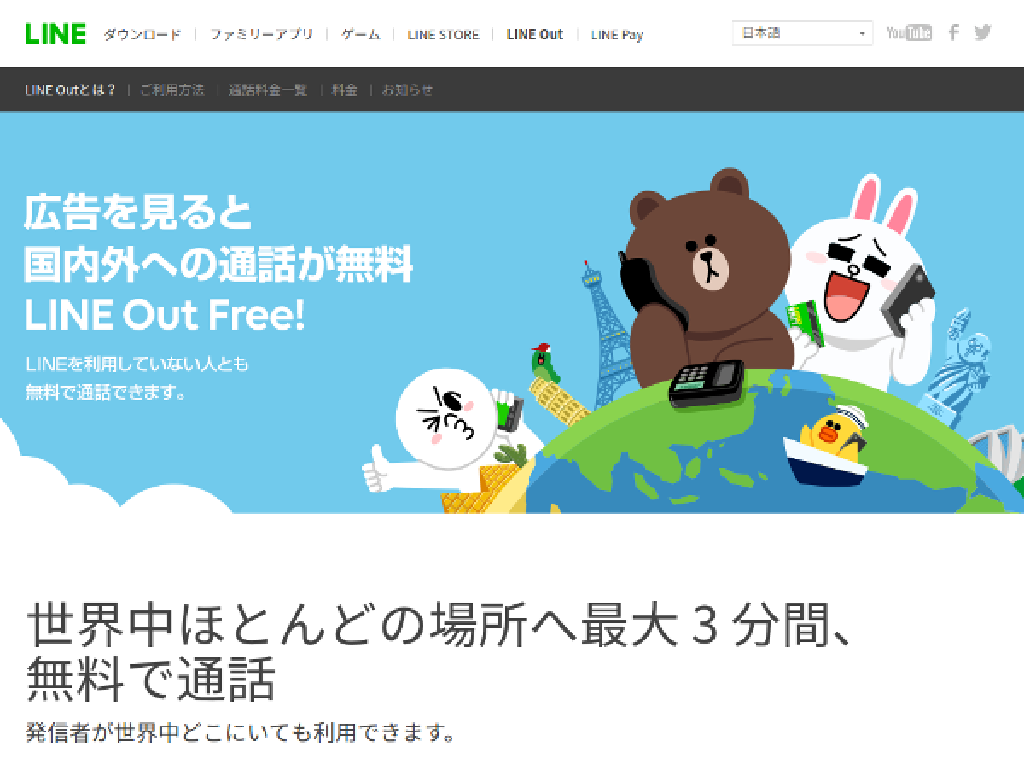 LINE ダウンロード ファミリーアプリ ゲーム LINE STORE LINE Out LINE Pay 日本語 YouTube
LINE Outとは？ ご利用方法 通話料金一覧 料金 お知らせ
広告を見ると
国内外への通話が無料
LINE Out Free!
LINEを利用していない人とも
無料で通話できます。
世界中ほとんどの場所へ最大3分間、
無料で通話
発信者が世界中どこにいても利用できます。